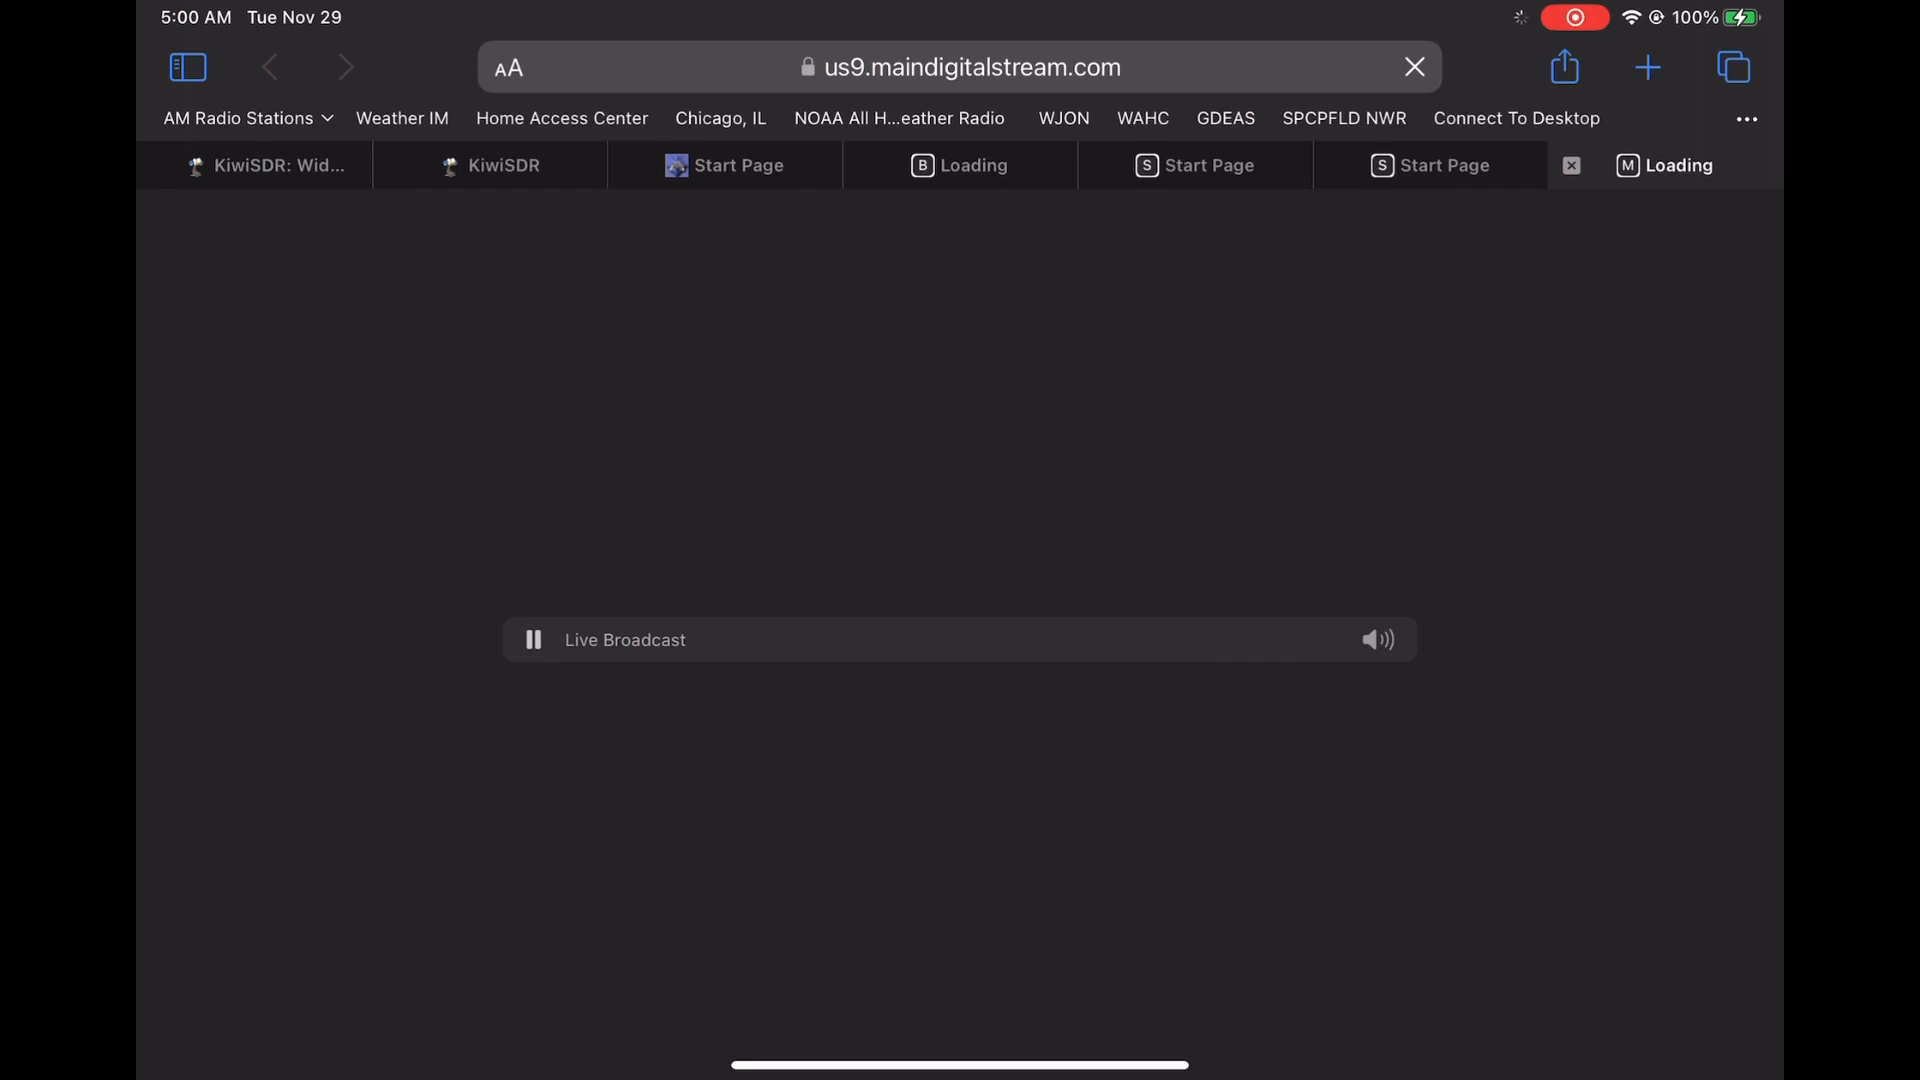 5:00 AM Tue Nov 29 100%
AA us9.maindigitalstream.com
AM Radio Stations Weather IM Home Access Center Chicago, IL NOAA All H...eather Radio WJON WAHC GDEAS SPCPFLD NWR Connect To Desktop
KiwiSDR: Wid... KiwiSDR Start Page B Loading S Start Page S Start Page M Loading
Live Broadcast